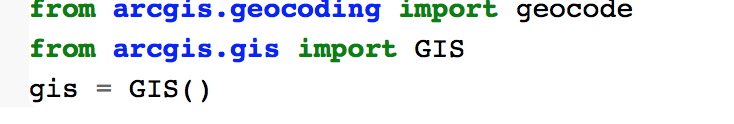 from arcgis.geocoding import geocode
from arcgis.gis import GIS
gis = GIS()